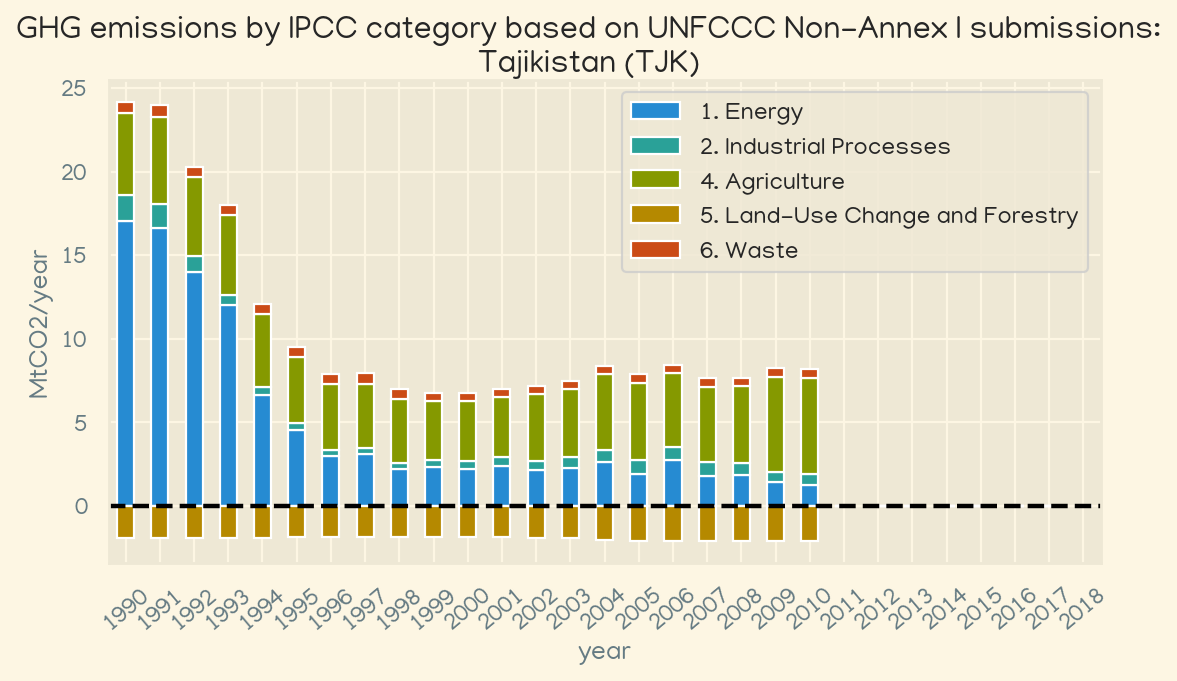 GHG emissions by IPCC category based on UNFCCC Non-Annex I submissions:
Tajikistan (TJK)
25
20
15
10
5
0
MtCO2/year
1. Energy
2. Industrial Processes
4. Agriculture
5. Land-Use Change and Forestry
6. Waste
1990 1991 1992 1993 1994 1995 1996 1997 1998 1999 2000 2001 2002 2003 2004 2005 2006 2007 2008 2009 2010 2011 2012 2013 2014 2015 2016 2017 2018
year